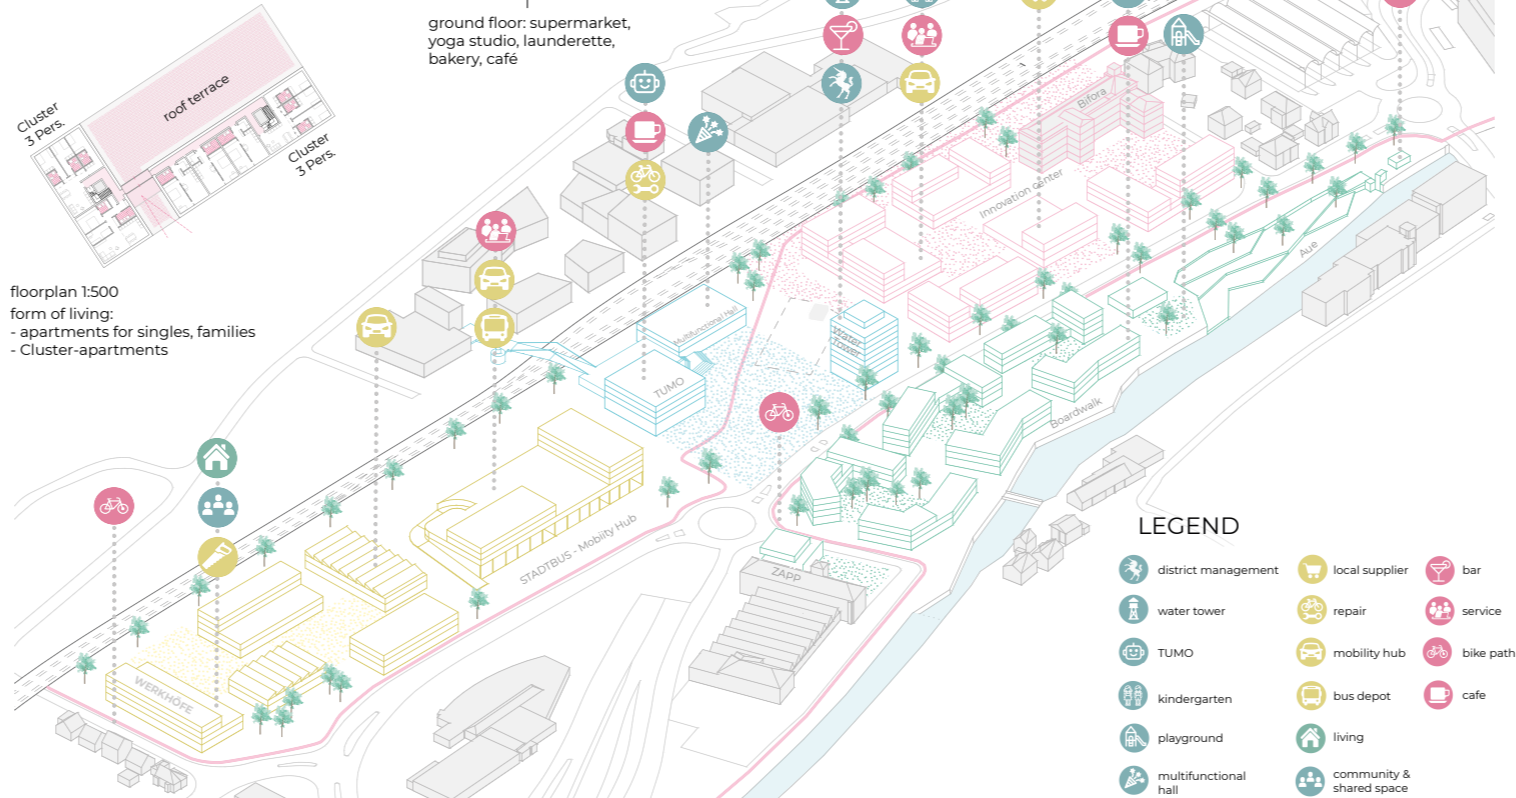 ground floor: supermarket,
yoga studio, launderette,
bakery, café
roof terrace
Cluster
3 Pers.
Cluster
3 Pers.
floorplan 1:500
form of living:
- apartments for singles, families
- Cluster-apartments
Bifora
Innovation center
Aue
Multifunctional Hall
Water
Tower
TUMO
Boardwalk
STADTBUS - Mobiity Hub
ZAPP
WERKHÖFE
LEGEND
district management
water tower
TUMO
kindergarten
playground
multifunctional
hall
local supplier
repair
mobility hub
bus depot
living
community &
shared space
bar
service
bike path
cafe